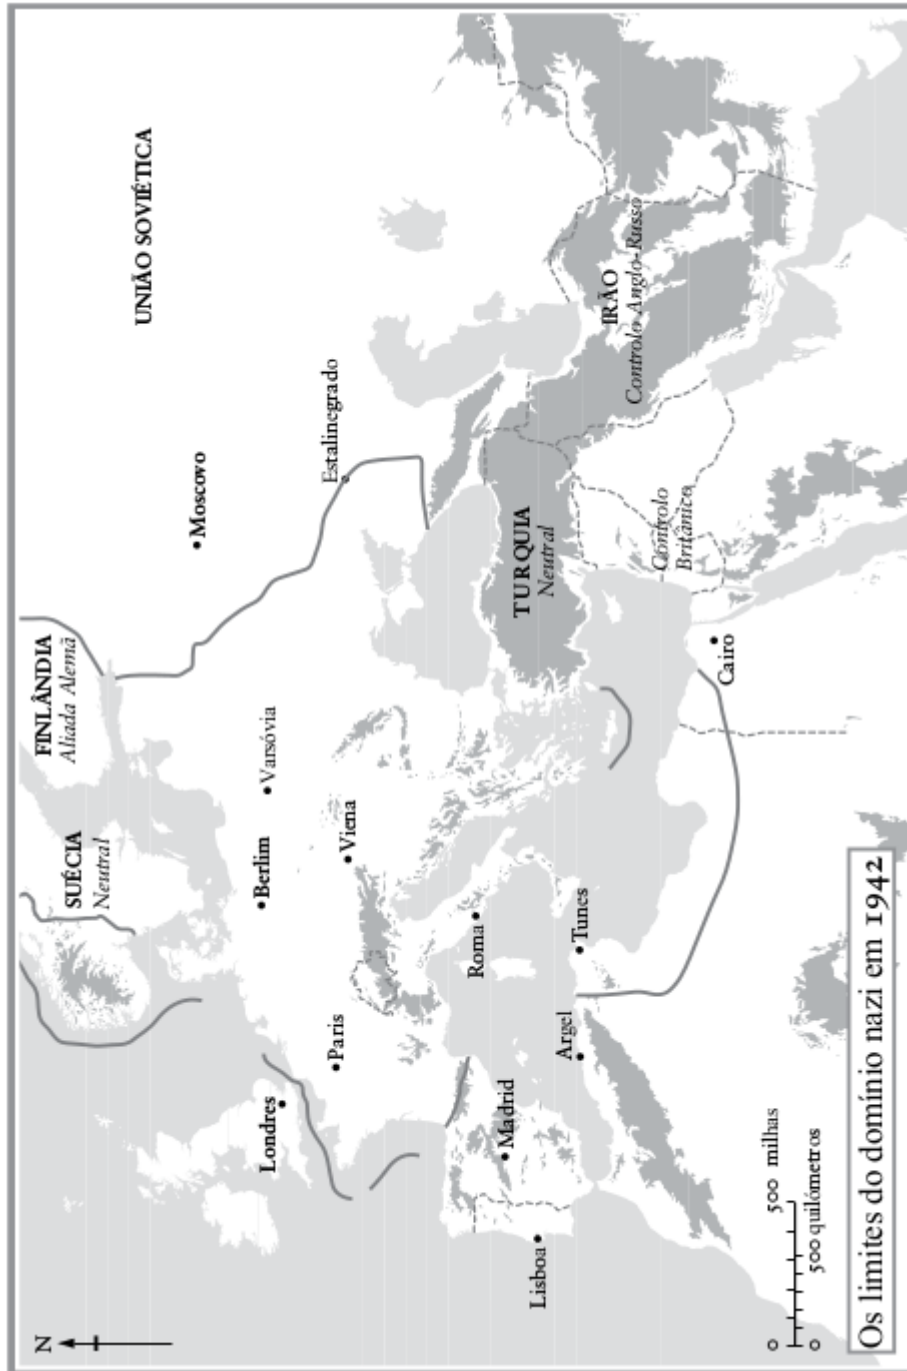 N
SUÉCIA
Neutral
FINLÂNDIA
Aliada Alemã
UNIÃO SOVIÉTICA
Moscovo
Londres
Berlim
Varsóvia
Paris
Viena
Estalinegrado
Roma
Madrid
Lisboa
TURQUIA
Neutral
Argel
Tunes
IRÃO
Controlo Anglo-Russo
Controlo
Britânico
Cairo
0 500 milhas
0 500 quilómetros
Os limites do domínio nazi em 1942